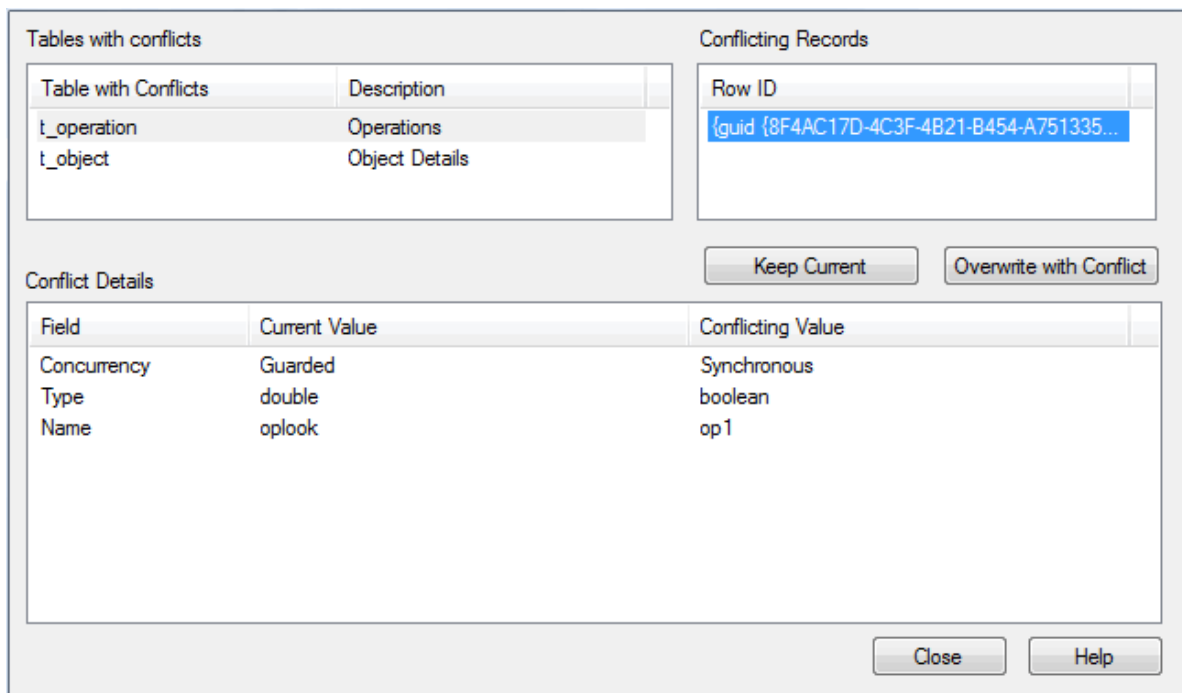 Tables with conflicts
Conflicting Records
Table with Conflicts Description
Row ID
t_operation Operations
{guid {8F4AC17D-4C3F-4B21-B454-A751335...
t_object Object Details
Keep Current Overwrite with Conflict
Conflict Details
Field Current Value Conflicting Value
Concurrency Guarded Synchronous
Type double boolean
Name oplook op1
Close Help